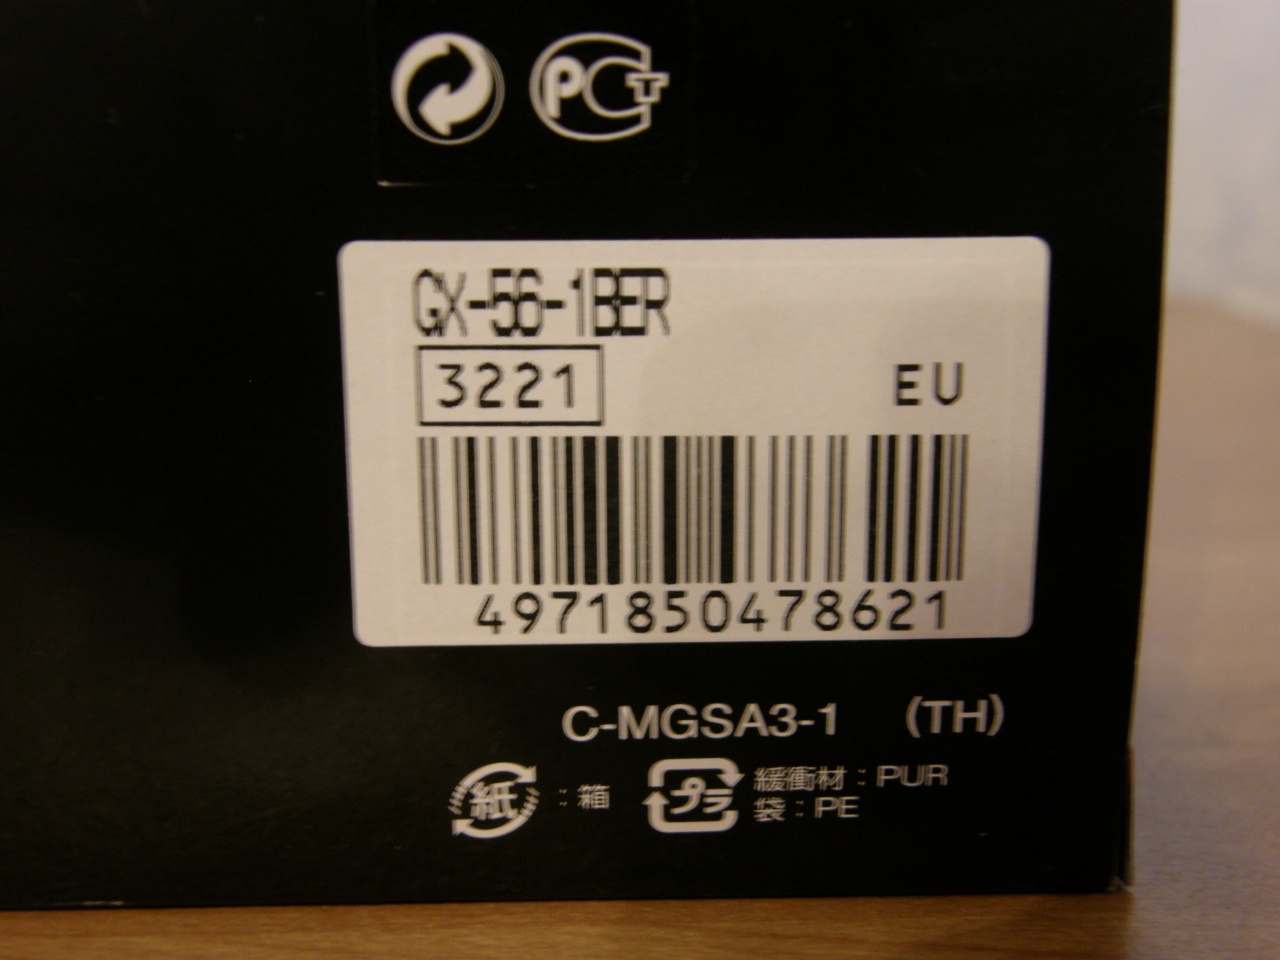 PCT
GX-56-1BER
3221 EU
4971850478621
C-MGSA3-1 (TH)
紙 : 箱 プラ 緩衝材 : PUR
袋 : PE